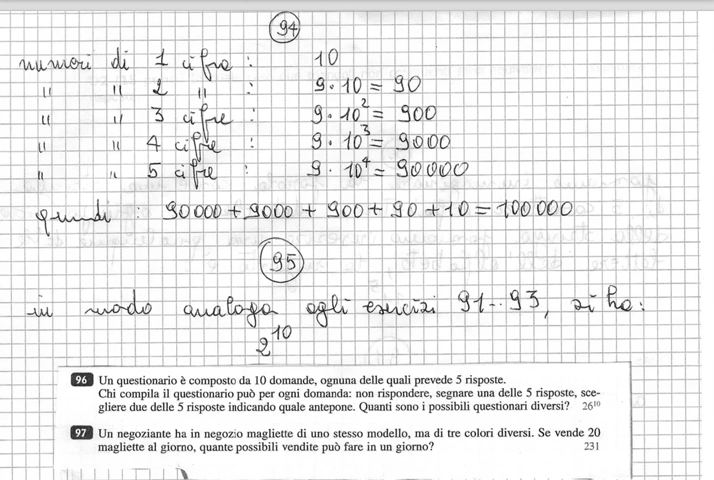 94
numeri di 1 cifra : 10
" " 2 " : 9·10 = 90
" " 3 cifre : 9·10² = 900
" " 4 cifre : 9·10³ = 9000
" " 5 cifre : 9·10⁴ = 90000
quindi : 90000 + 9000 + 900 + 90 + 10 = 100000
95
in modo analogo agli esercizi 91-93, si ha:
2¹⁰
96 Un questionario è composto da 10 domande, ognuna delle quali prevede 5 risposte.
Chi compila il questionario può per ogni domanda: non rispondere, segnare una delle 5 risposte, sce-
gliere due delle 5 risposte indicando quale antepone. Quanti sono i possibili questionari diversi? 26¹⁰
97 Un negoziante ha in negozio magliette di uno stesso modello, ma di tre colori diversi. Se vende 20
magliette al giorno, quante possibili vendite può fare in un giorno? 231